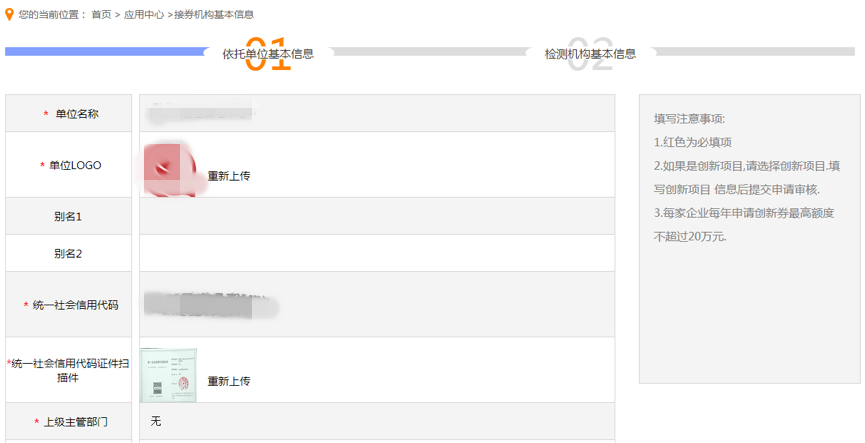 您的当前位置： 首页 > 应用中心 >接券机构基本信息
01
依托单位基本信息
02
检测机构基本信息
* 单位名称
* 单位LOGO
重新上传
别名1
别名2
* 统一社会信用代码
*统一社会信用代码证件扫
描件
重新上传
* 上级主管部门
无
填写注意事项:
1.红色为必填项
2.如果是创新项目,请选择创新项目.填
写创新项目 信息后提交申请审核.
3.每家企业每年申请创新券最高额度
不超过20万元.